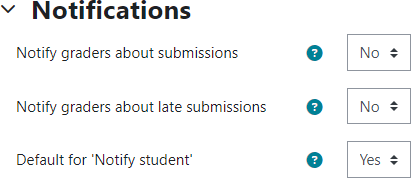 Notifications
Notify graders about submissions ? No
Notify graders about late submissions ? No
Default for 'Notify student' ? Yes